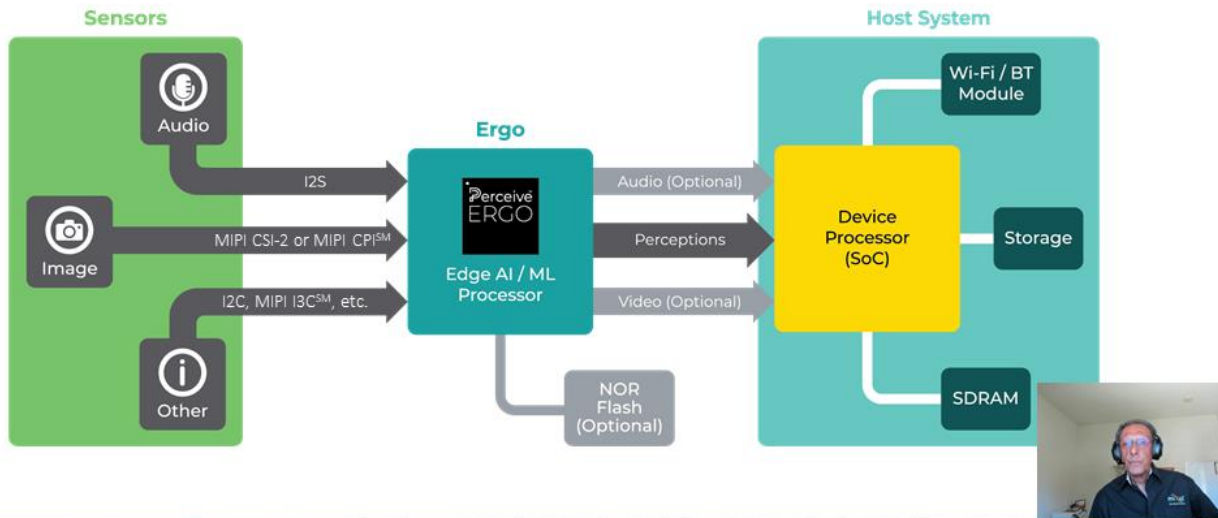 Sensors
Host System
Audio
Wi-Fi / BT
Module
Ergo
I2S
Audio (Optional)
Perceive
ERGO
Image
MIPI CSI-2 or MIPI CPI℠
Edge AI / ML
Processor
Perceptions
Device
Processor
(SoC)
Storage
I2C, MIPI I3C℠, etc.
Video (Optional)
Other
NOR
Flash
(Optional)
SDRAM